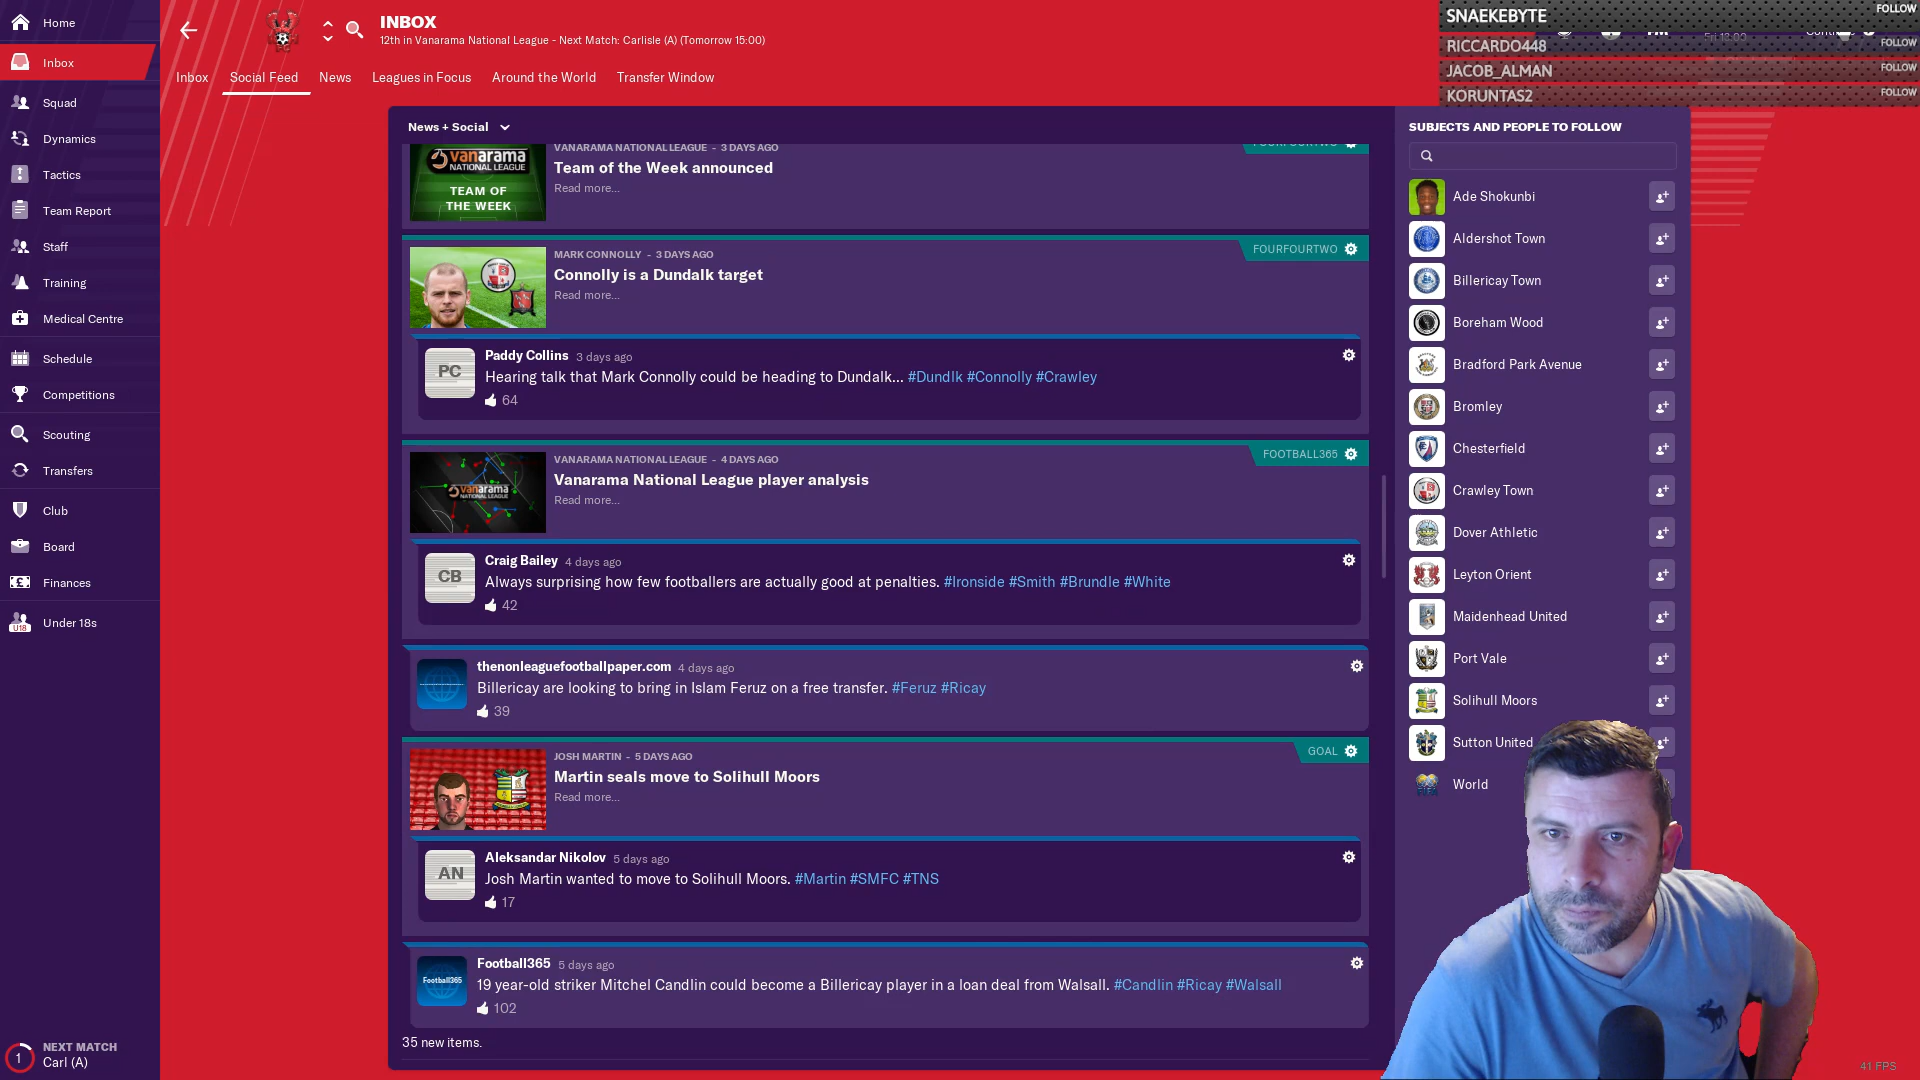 Home
Inbox
Squad
Dynamics
Tactics
Team Report
Staff
Training
Medical Centre
Schedule
Competitions
Scouting
Transfers
Club
Board
Finances
Under 18s
U18
NEXT MATCH
1
Carl (A)
INBOX
12th in Vanarama National League - Next Match: Carlisle (A) (Tomorrow 15:00)
Inbox Social Feed News Leagues in Focus Around the World Transfer Window
SNAEKEBYTE FOLLOW
RICCARDO448 FOLLOW
JACOB_ALMAN FOLLOW
KORUNTAS2 FOLLOW
News + Social
VANARAMA NATIONAL LEAGUE - 3 DAYS AGO
FOURFOURTWO
Team of the Week announced
Read more...
vanarama
NATIONAL LEAGUE
TEAM OF
THE WEEK
MARK CONNOLLY - 3 DAYS AGO
FOURFOURTWO
Connolly is a Dundalk target
Read more...
PC
Paddy Collins 3 days ago
Hearing talk that Mark Connolly could be heading to Dundalk... #Dundlk #Connolly #Crawley
64
VANARAMA NATIONAL LEAGUE - 4 DAYS AGO
FOOTBALL365
Vanarama National League player analysis
Read more...
vanarama
NATIONAL LEAGUE
CB
Craig Bailey 4 days ago
Always surprising how few footballers are actually good at penalties. #Ironside #Smith #Brundle #White
42
thenonleaguefootballpaper.com 4 days ago
Billericay are looking to bring in Islam Feruz on a free transfer. #Feruz #Ricay
39
JOSH MARTIN - 5 DAYS AGO
GOAL
Martin seals move to Solihull Moors
Read more...
AN
Aleksandar Nikolov 5 days ago
Josh Martin wanted to move to Solihull Moors. #Martin #SMFC #TNS
17
Football365
Football365 5 days ago
19 year-old striker Mitchel Candlin could become a Billericay player in a loan deal from Walsall. #Candlin #Ricay #Walsall
102
35 new items.
SUBJECTS AND PEOPLE TO FOLLOW
Ade Shokunbi
Aldershot Town
Billericay Town
Boreham Wood
Bradford Park Avenue
Bromley
Chesterfield
Crawley Town
Dover Athletic
Leyton Orient
Maidenhead United
Port Vale
Solihull Moors
Sutton United
World
41 FPS